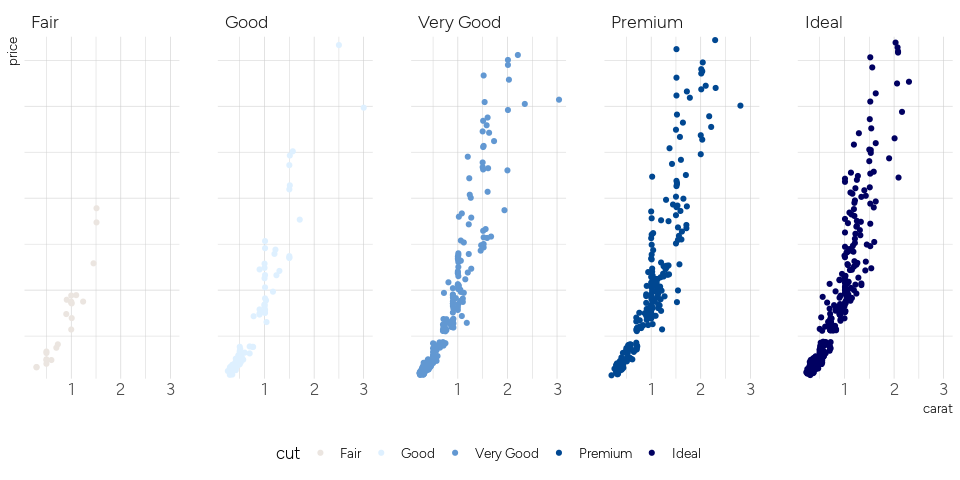 Fair Good Very Good Premium Ideal
price
1 2 3 1 2 3 1 2 3 1 2 3 1 2 3
carat
cut Fair Good Very Good Premium Ideal